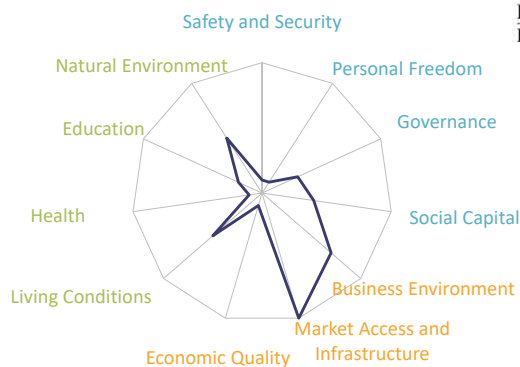 Safety and Security
Natural Environment
Personal Freedom
Education
Governance
Health
Social Capital
Living Conditions
Business Environment
Economic Quality
Market Access and
Infrastructure